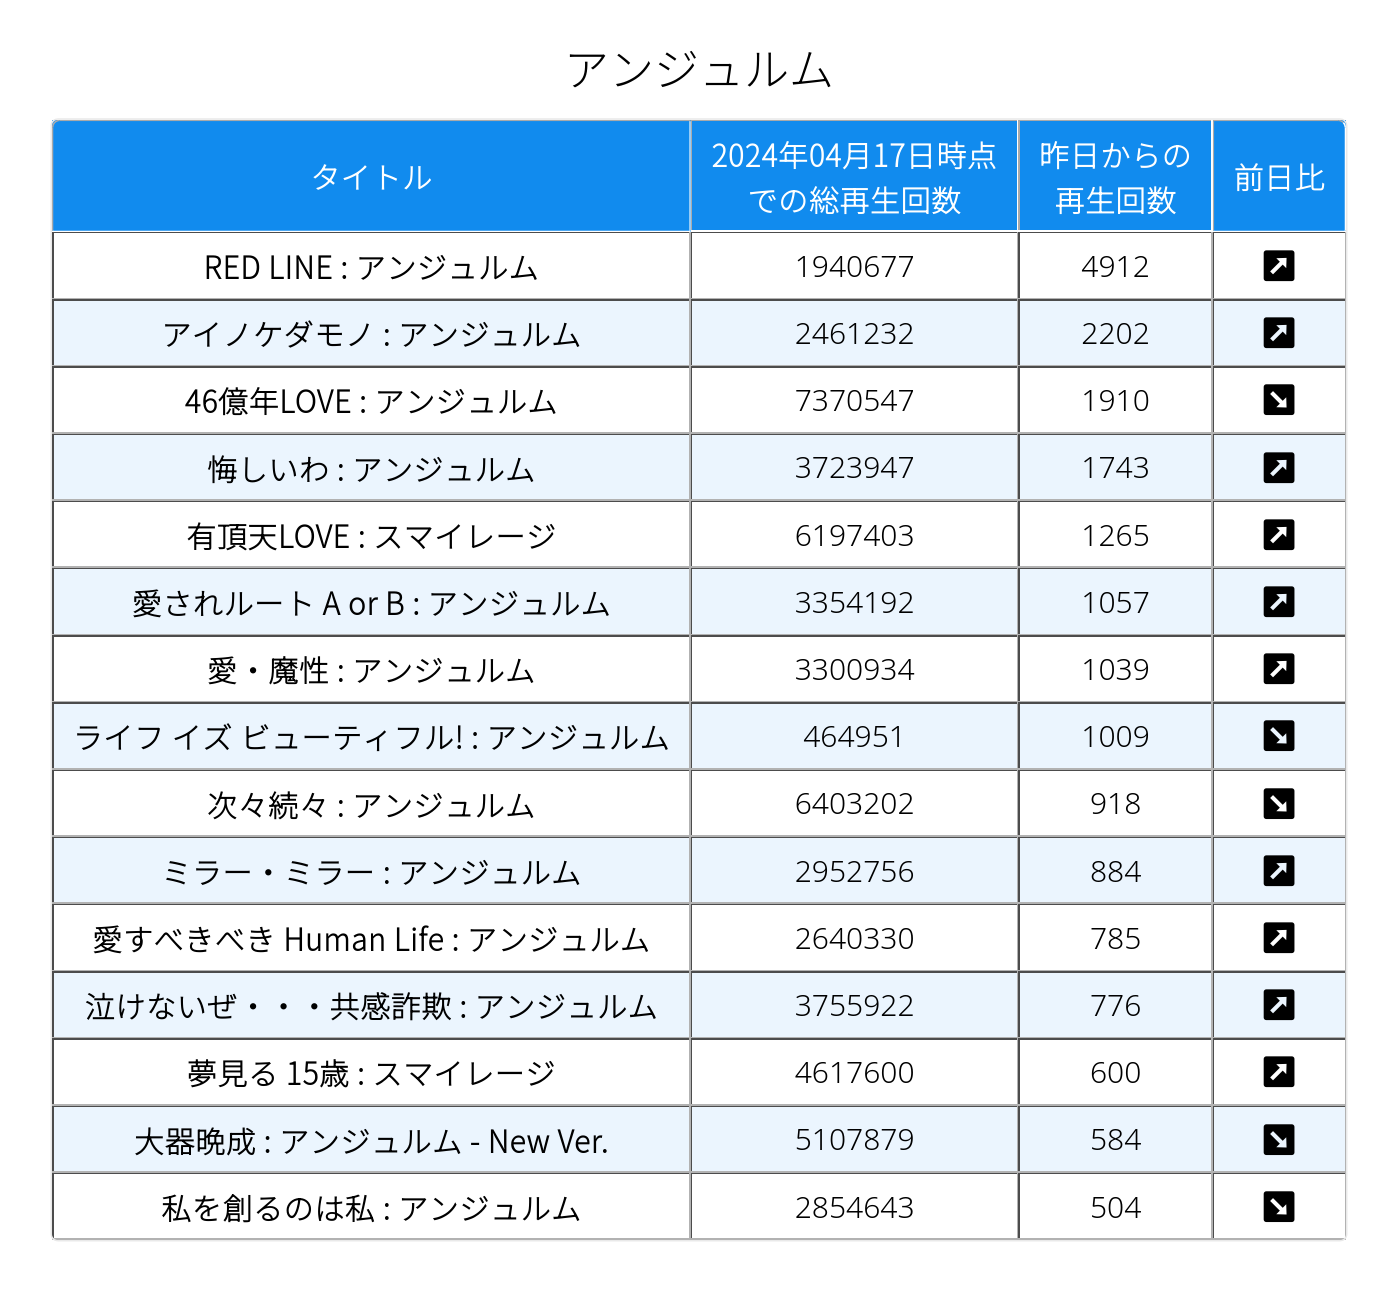 アンジュルム
タイトル
2024年04月17日時点
での総再生回数
昨日からの
再生回数
前日比
RED LINE : アンジュルム 1940677 4912
アイノケダモノ : アンジュルム 2461232 2202
46億年LOVE : アンジュルム 7370547 1910
悔しいわ : アンジュルム 3723947 1743
有頂天LOVE : スマイレージ 6197403 1265
愛されルート A or B : アンジュルム 3354192 1057
愛・魔性 : アンジュルム 3300934 1039
ライフ イズ ビューティフル! : アンジュルム 464951 1009
次々続々 : アンジュルム 6403202 918
ミラー・ミラー : アンジュルム 2952756 884
愛すべきべき Human Life : アンジュルム 2640330 785
泣けないぜ・・・共感詐欺 : アンジュルム 3755922 776
夢見る 15歳 : スマイレージ 4617600 600
大器晩成 : アンジュルム - New Ver. 5107879 584
私を創るのは私 : アンジュルム 2854643 504